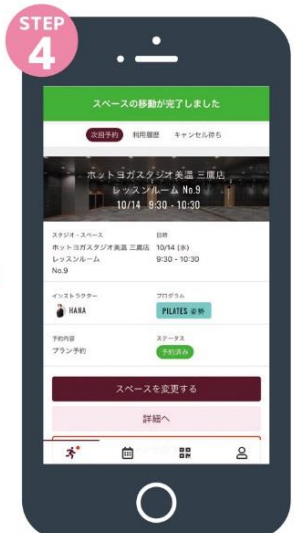 STEP
4
スペースの移動が完了しました
次回予約 利用履歴 キャンセル待ち
ホットヨガスタジオ美温 三鷹店
レッスンルーム No.9
10/14 9:30 - 10:30
スタジオ・スペース 日時
ホットヨガスタジオ美温 三鷹店 10/14 (水)
レッスンルーム 9:30 - 10:30
No.9
インストラクター プログラム
HANA PILATES 姿勢
予約内容 ステータス
プラン予約 予約済み
スペースを変更する
詳細へ